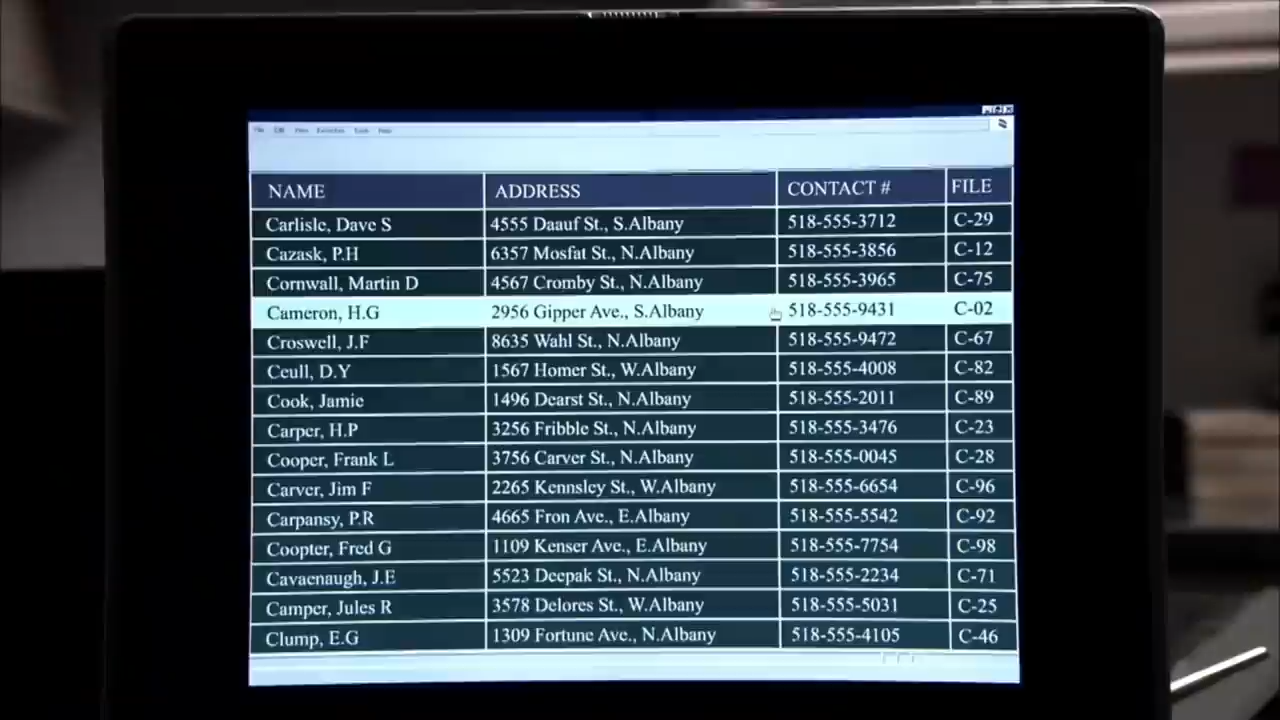 File Edit View Favorites Tools Help
NAME ADDRESS CONTACT # FILE
Carlisle, Dave S 4555 Daauf St., S.Albany 518-555-3712 C-29
Cazask, P.H 6357 Mosfat St., N.Albany 518-555-3856 C-12
Cornwall, Martin D 4567 Cromby St., N.Albany 518-555-3965 C-75
Cameron, H.G 2956 Gipper Ave., S.Albany 518-555-9431 C-02
Croswell, J.F 8635 Wahl St., N.Albany 518-555-9472 C-67
Ceull, D.Y 1567 Homer St., W.Albany 518-555-4008 C-82
Cook, Jamie 1496 Dearst St., N.Albany 518-555-2011 C-89
Carper, H.P 3256 Fribble St., N.Albany 518-555-3476 C-23
Cooper, Frank L 3756 Carver St., N.Albany 518-555-0045 C-28
Carver, Jim F 2265 Kennsley St., W.Albany 518-555-6654 C-96
Carpansy, P.R 4665 Fron Ave., E.Albany 518-555-5542 C-92
Coopter, Fred G 1109 Kenser Ave., E.Albany 518-555-7754 C-98
Cavaenaugh, J.E 5523 Deepak St., N.Albany 518-555-2234 C-71
Camper, Jules R 3578 Delores St., W.Albany 518-555-5031 C-25
Clump, E.G 1309 Fortune Ave., N.Albany 518-555-4105 C-46